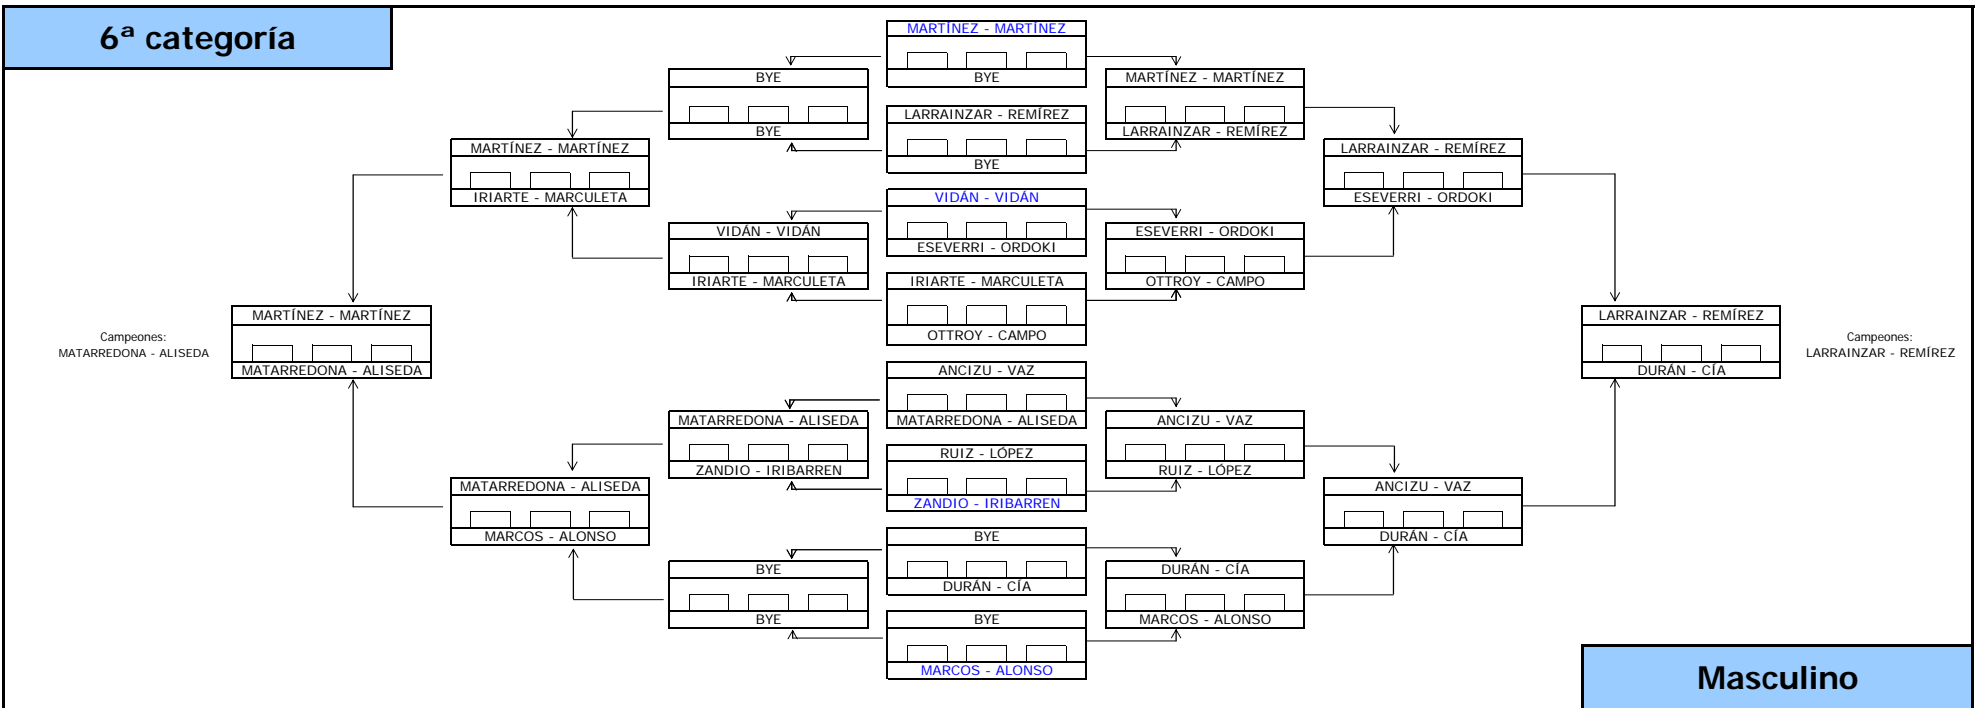 6ª categoría
MARTÍNEZ - MARTÍNEZ
BYE
LARRAINZAR - REMÍREZ
BYE
VIDÁN - VIDÁN
ESEVERRI - ORDOKI
IRIARTE - MARCULETA
OTTROY - CAMPO
ANCIZU - VAZ
MATARREDONA - ALISEDA
RUIZ - LÓPEZ
ZANDIO - IRIBARREN
BYE
DURÁN - CÍA
BYE
MARCOS - ALONSO
BYE
BYE
VIDÁN - VIDÁN
IRIARTE - MARCULETA
MATARREDONA - ALISEDA
ZANDIO - IRIBARREN
BYE
BYE
MARTÍNEZ - MARTÍNEZ
IRIARTE - MARCULETA
MATARREDONA - ALISEDA
MARCOS - ALONSO
MARTÍNEZ - MARTÍNEZ
MATARREDONA - ALISEDA
Campeones:
MATARREDONA - ALISEDA
MARTÍNEZ - MARTÍNEZ
LARRAINZAR - REMÍREZ
ESEVERRI - ORDOKI
OTTROY - CAMPO
ANCIZU - VAZ
RUIZ - LÓPEZ
DURÁN - CÍA
MARCOS - ALONSO
LARRAINZAR - REMÍREZ
ESEVERRI - ORDOKI
ANCIZU - VAZ
DURÁN - CÍA
LARRAINZAR - REMÍREZ
DURÁN - CÍA
Campeones:
LARRAINZAR - REMÍREZ
Masculino